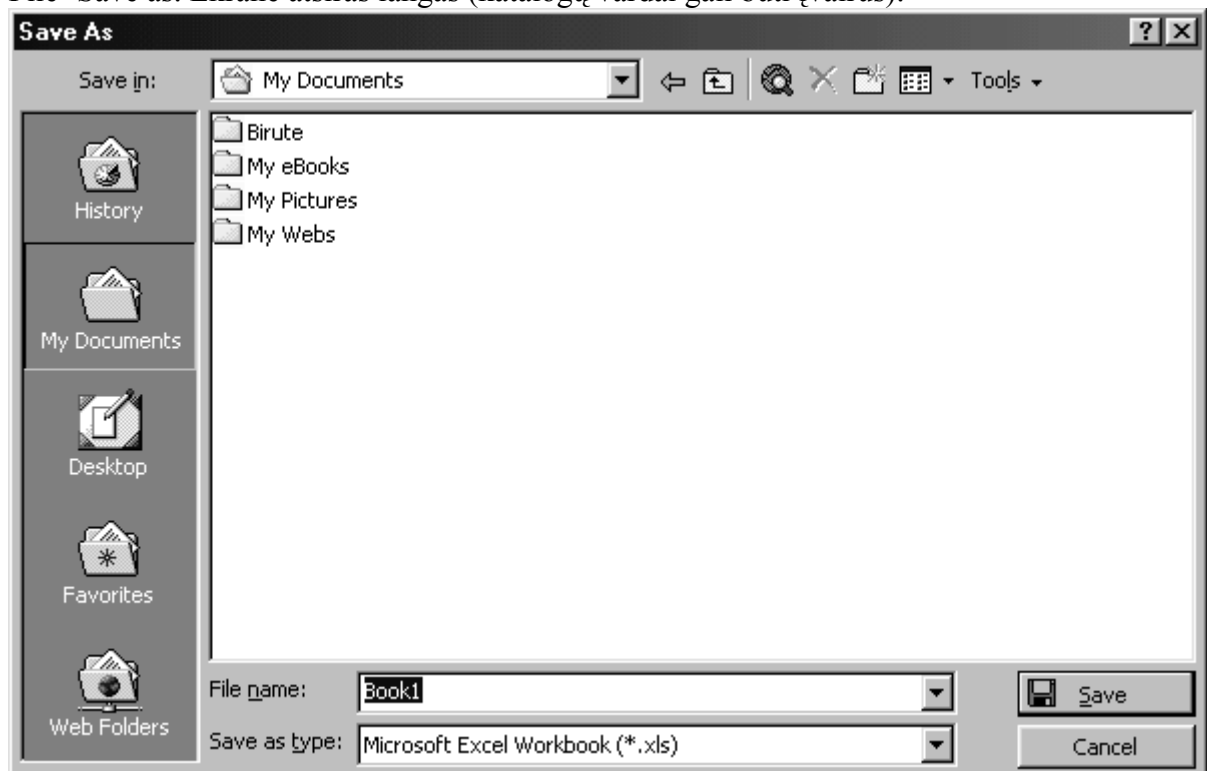 File- Save as. Ekrane atsiras langas (katalogų vardai gali būti įvairūs):
Save As
Save in:
My Documents
Tools
Birute
My eBooks
My Pictures
My Webs
History
My Documents
Desktop
Favorites
Web Folders
File name:
Book1
Save
Save as type:
Microsoft Excel Workbook (*.xls)
Cancel